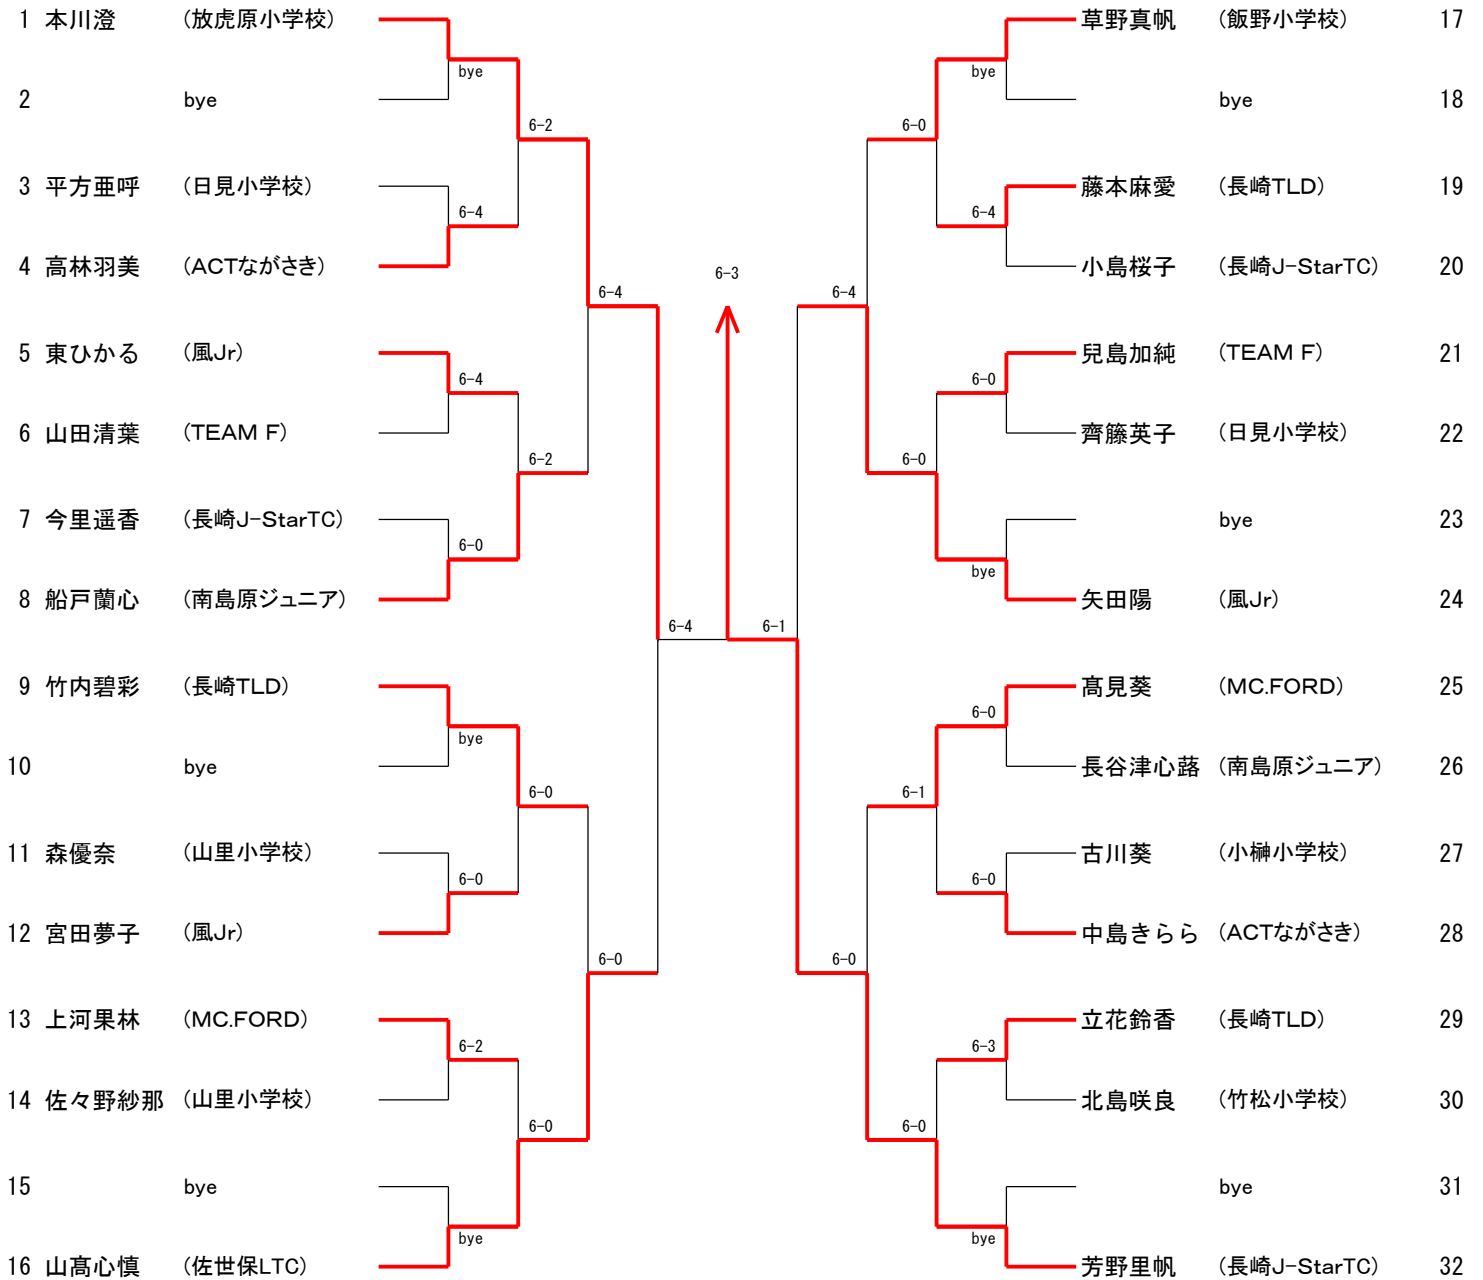 1 本川澄 (放虎原小学校)
bye
2 bye
6-2
3 平方亜呼 (日見小学校)
6-4
4 高林羽美 (ACTながさき)
6-4
5 東ひかる (風Jr)
6-4
6 山田清葉 (TEAM F)
6-2
7 今里遥香 (長崎J-StarTC)
6-0
8 船戸蘭心 (南島原ジュニア)
6-4
9 竹内碧彩 (長崎TLD)
bye
10 bye
6-0
11 森優奈 (山里小学校)
6-0
12 宮田夢子 (風Jr)
6-0
13 上河果林 (MC.FORD)
6-2
14 佐々野紗那 (山里小学校)
6-0
15 bye
bye
16 山髙心慎 (佐世保LTC)
6-3
草野真帆 (飯野小学校) 17
bye
bye 18
6-0
藤本麻愛 (長崎TLD) 19
6-4
小島桜子 (長崎J-StarTC) 20
6-4
兒島加純 (TEAM F) 21
6-0
齊籐英子 (日見小学校) 22
6-0
bye 23
bye
矢田陽 (風Jr) 24
6-1
髙見葵 (MC.FORD) 25
6-0
長谷津心蕗 (南島原ジュニア) 26
6-1
古川葵 (小榊小学校) 27
6-0
中島きらら (ACTながさき) 28
6-0
立花鈴香 (長崎TLD) 29
6-3
北島咲良 (竹松小学校) 30
6-0
bye 31
bye
芳野里帆 (長崎J-StarTC) 32